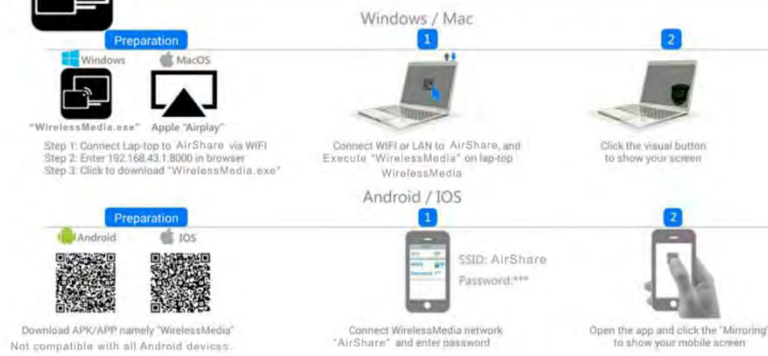 Windows / Mac
Preparation
1
2
Windows
MacOS
"WirelessMedia.exe"
Apple "Airplay"
Step 1: Connect Lap-top to AirShare via WIFI
Step 2: Enter 192.168.43.1:8000 in browser
Step 3: Click to download "WirelessMedia.exe"
Connect WIFI or LAN to AirShare, and
Execute "WirelessMedia" on lap-top
WirelessMedia
Click the visual button
to show your screen
Android / IOS
Preparation
1
2
Android
IOS
SSID: AirShare
Password:***
Download APK/APP namely "WirelessMedia"
Not compatible with all Android devices.
Connect WirelessMedia network
"AirShare" and enter password
Open the app and click the "Mirroring"
to show your mobile screen